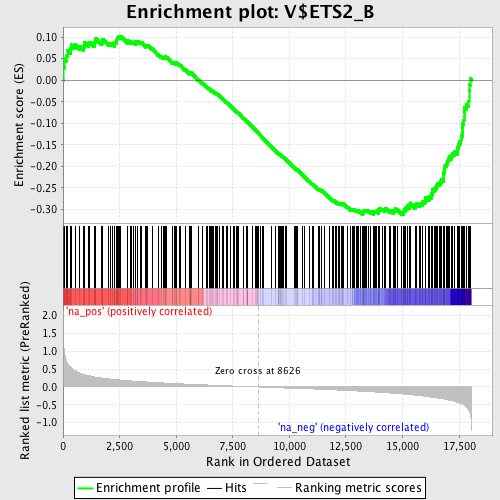 Enrichment plot: V$ETS2_B
Enrichment score (ES)
0.10
0.05
0.00
-0.05
-0.10
-0.15
-0.20
-0.25
-0.30
'na_pos' (positively correlated)
Ranked list metric (PreRanked)
2.0
1.5
1.0
0.5
0.0
-0.5
-1.0
Zero cross at 8626
'na_neg' (negatively correlated)
0
2,500
5,000
7,500
10,000
12,500
15,000
17,500
Rank in Ordered Dataset
Enrichment profile
Hits
Ranking metric scores